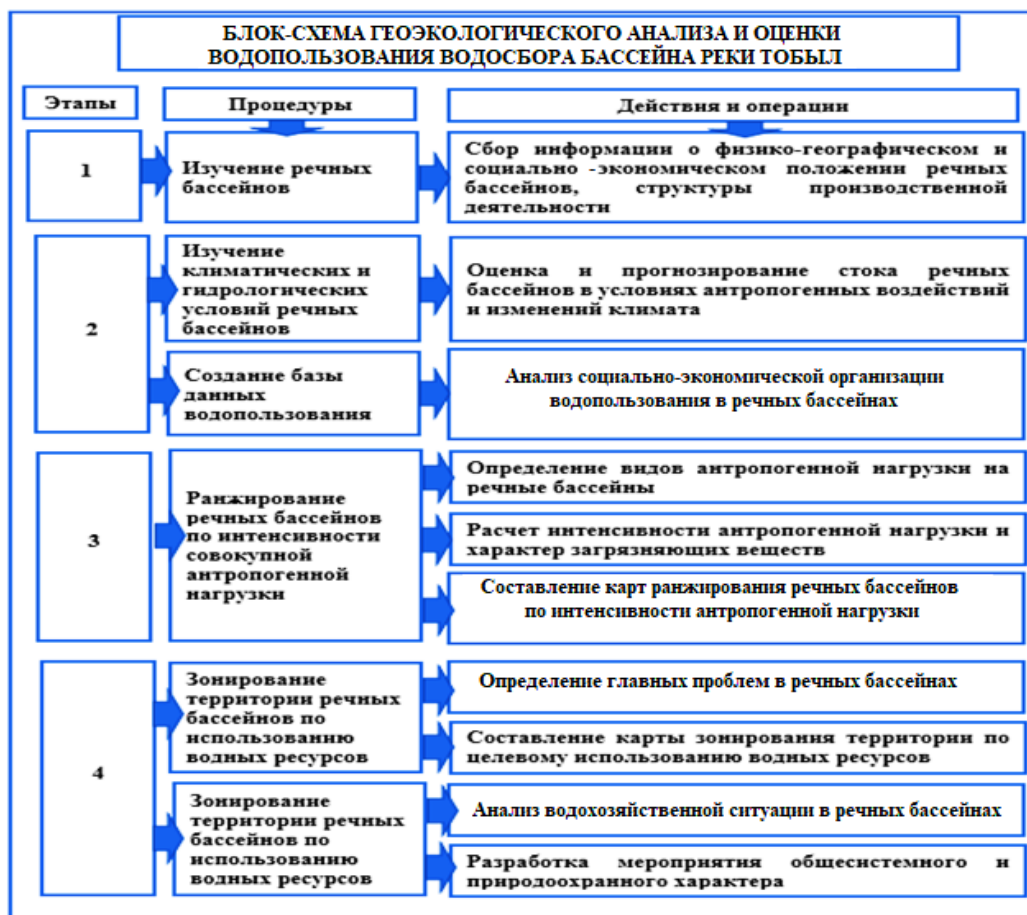 БЛОК-СХЕМА ГЕОЭКОЛОГИЧЕСКОГО АНАЛИЗА И ОЦЕНКИ
ВОДОПОЛЬЗОВАНИЯ ВОДОСБОРА БАССЕЙНА РЕКИ ТОБЫЛ
Этапы
Процедуры
Действия и операции
1
Изучение речных
бассейнов
Сбор информации о физико-географическом и
социально -экономическом положении речных
бассейнов, структуры производственной
деятельности
2
Изучение
климатических и
гидрологических
условий речных
бассейнов
Оценка и прогнозирование стока речных
бассейнов в условиях антропогенных воздействий
и изменений климата
Создание базы
данных
водопользования
Анализ социально-экономической организации
водопользования в речных бассейнах
3
Ранжирование
речных бассейнов
по интенсивности
совокупной
антропогенной
нагрузки
Определение видов антропогенной нагрузки на
речные бассейны
Расчет интенсивности антропогенной нагрузки и
характер загрязняющих веществ
Составление карт ранжирования речных бассейнов
по интенсивности антропогенной нагрузки
4
Зонирование
территории речных
бассейнов по
использованию
водных ресурсов
Определение главных проблем в речных бассейнах
Составление карты зонирования территории по
целевому использованию водных ресурсов
Зонирование
территории речных
бассейнов по
использованию
водных ресурсов
Анализ водохозяйственной ситуации в речных бассейнах
Разработка мероприятия общесистемного и
природоохранного характера